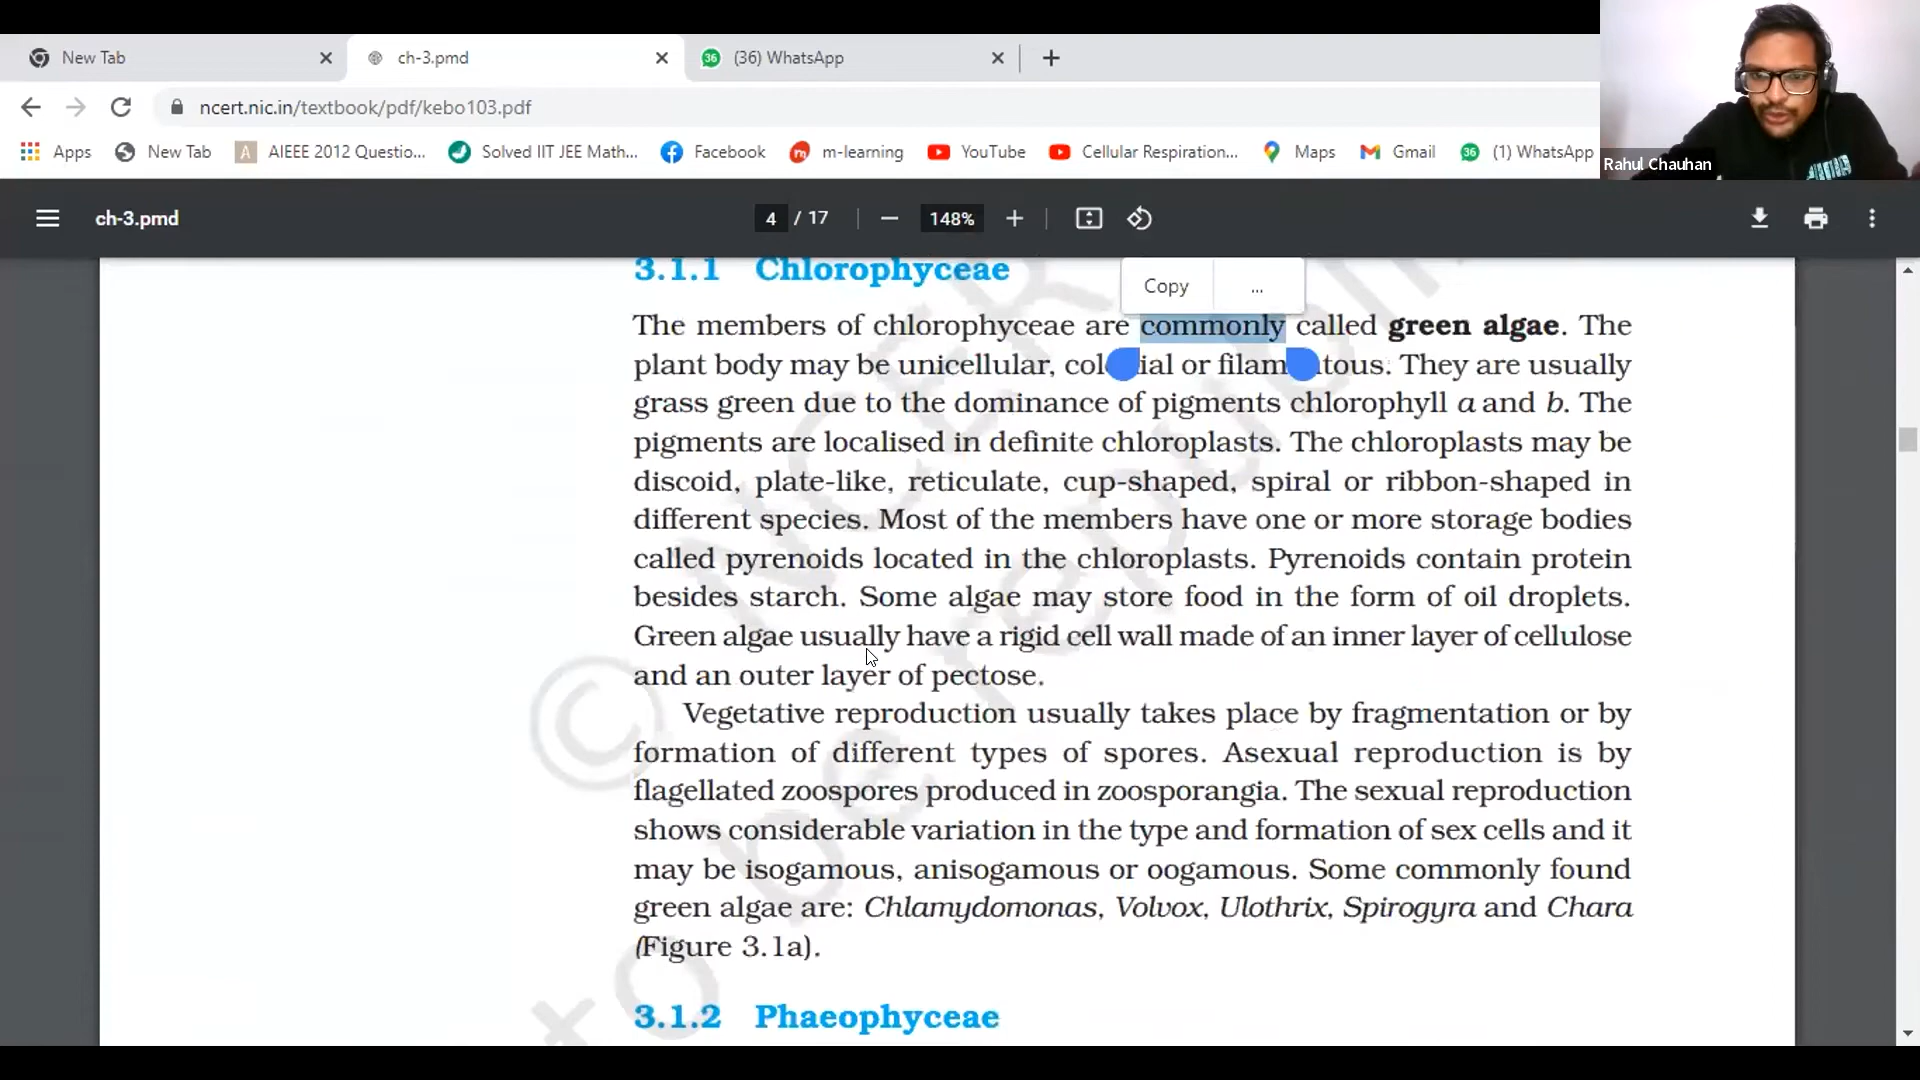 New Tab
ch-3.pmd
36
(36) WhatsApp
ncert.nic.in/textbook/pdf/kebo103.pdf
Apps
New Tab
A
AIEEE 2012 Questio...
Solved IIT JEE Math...
Facebook
m
m-learning
YouTube
Cellular Respiration...
Maps
Gmail
36
(1) WhatsApp
Rahul Chauhan
ch-3.pmd
4 / 17
148%
3.1.1 Chlorophyceae
Copy ...
The members of chlorophyceae are commonly called green algae. The
plant body may be unicellular, colonial or filamentous. They are usually
grass green due to the dominance of pigments chlorophyll a and b. The
pigments are localised in definite chloroplasts. The chloroplasts may be
discoid, plate-like, reticulate, cup-shaped, spiral or ribbon-shaped in
different species. Most of the members have one or more storage bodies
called pyrenoids located in the chloroplasts. Pyrenoids contain protein
besides starch. Some algae may store food in the form of oil droplets.
Green algae usually have a rigid cell wall made of an inner layer of cellulose
and an outer layer of pectose.
Vegetative reproduction usually takes place by fragmentation or by
formation of different types of spores. Asexual reproduction is by
flagellated zoospores produced in zoosporangia. The sexual reproduction
shows considerable variation in the type and formation of sex cells and it
may be isogamous, anisogamous or oogamous. Some commonly found
green algae are: Chlamydomonas, Volvox, Ulothrix, Spirogyra and Chara
(Figure 3.1a).
3.1.2 Phaeophyceae
© NCER
to be republi